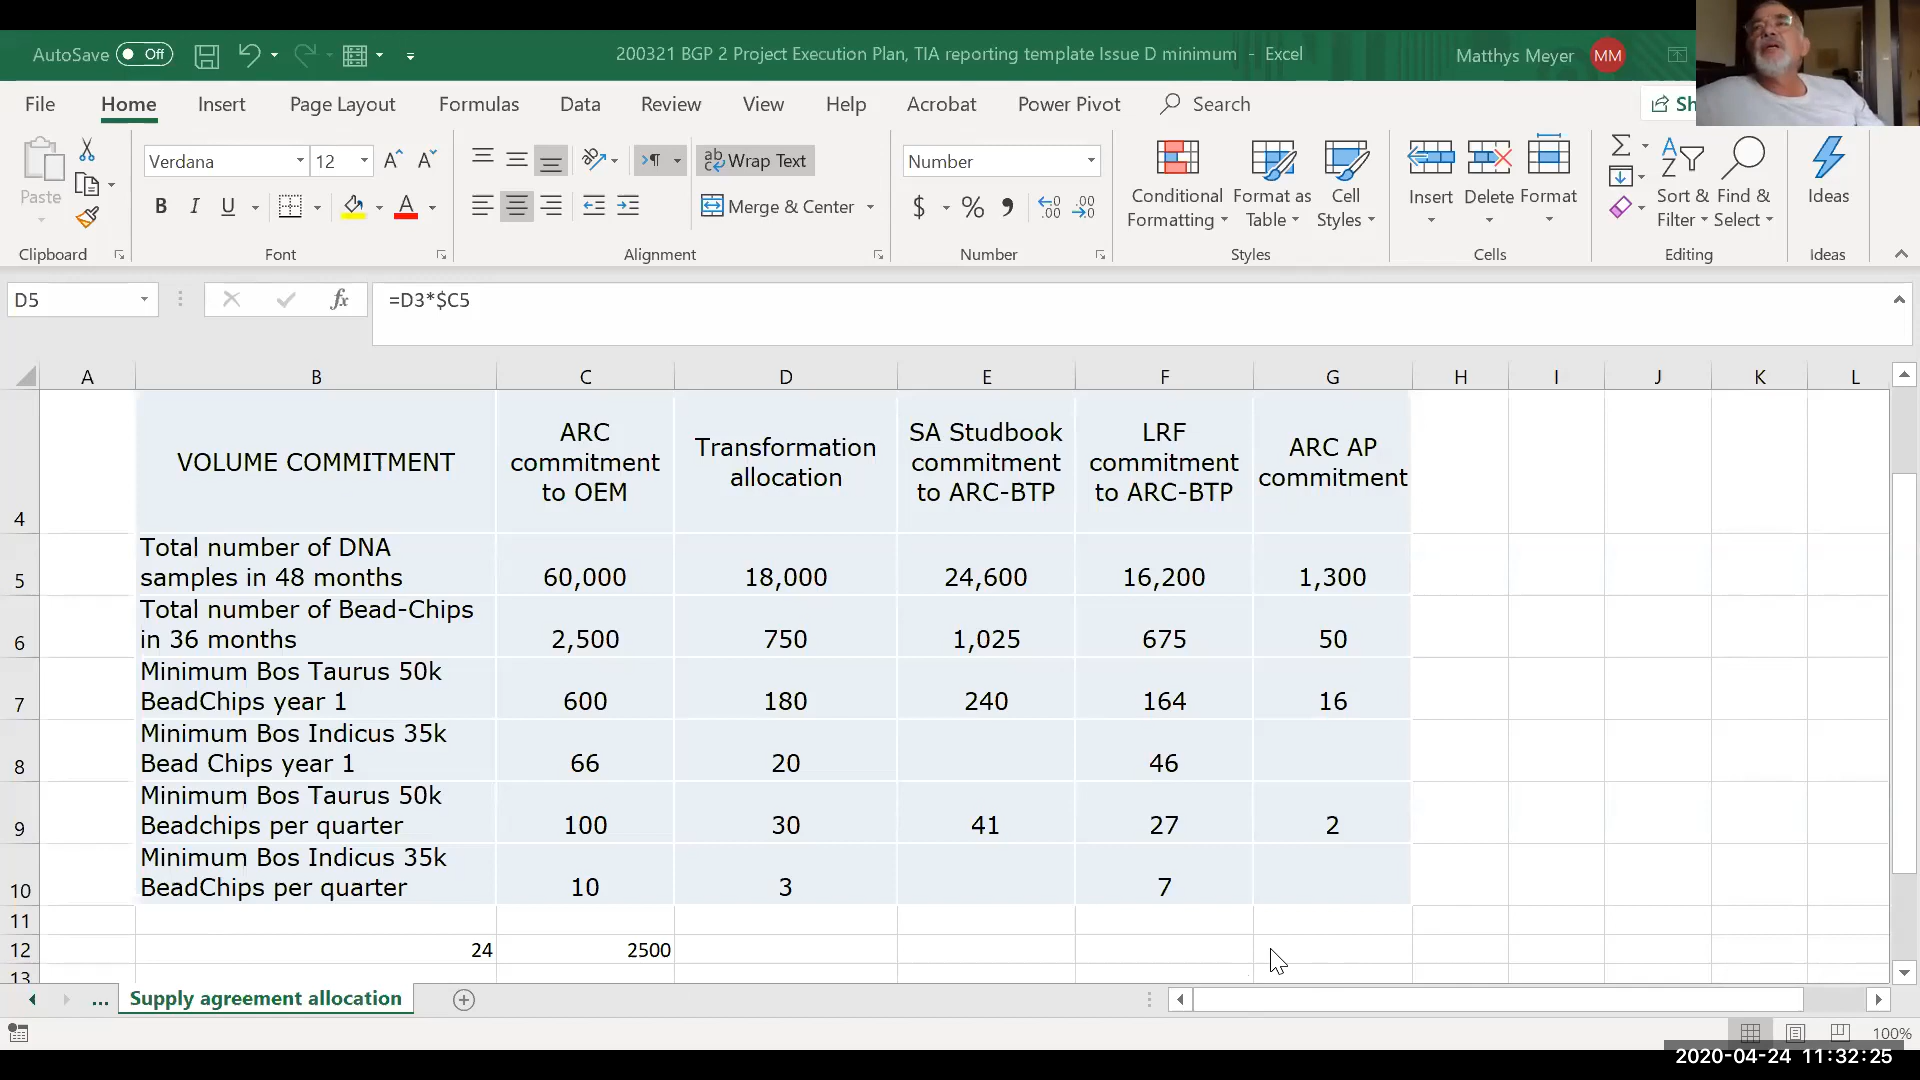 AutoSave Off
200321 BGP 2 Project Execution Plan, TIA reporting template Issue D minimum - Excel
Matthys Meyer MM
File Home Insert Page Layout Formulas Data Review View Help Acrobat Power Pivot Search Sh
Paste
Clipboard
Verdana 12
B I U
Font
Wrap Text
Merge & Center
Alignment
Number
$ % 
Number
Conditional Formatting
Format as Table
Cell Styles
Styles
Insert Delete Format
Cells
Sort & Filter
Find & Select
Editing
Ideas
Ideas
D5 fx =D3*$C5
A B C D E F G H I J K L
4 VOLUME COMMITMENT
ARC commitment to OEM
Transformation allocation
SA Studbook commitment to ARC-BTP
LRF commitment to ARC-BTP
ARC AP commitment
5 Total number of DNA samples in 48 months 60,000 18,000 24,600 16,200 1,300
6 Total number of Bead-Chips in 36 months 2,500 750 1,025 675 50
7 Minimum Bos Taurus 50k BeadChips year 1 600 180 240 164 16
8 Minimum Bos Indicus 35k Bead Chips year 1 66 20 46
9 Minimum Bos Taurus 50k Beadchips per quarter 100 30 41 27 2
10 Minimum Bos Indicus 35k BeadChips per quarter 10 3 7
11
12 24 2500
13
... Supply agreement allocation
100%
2020-04-24 11:32:25